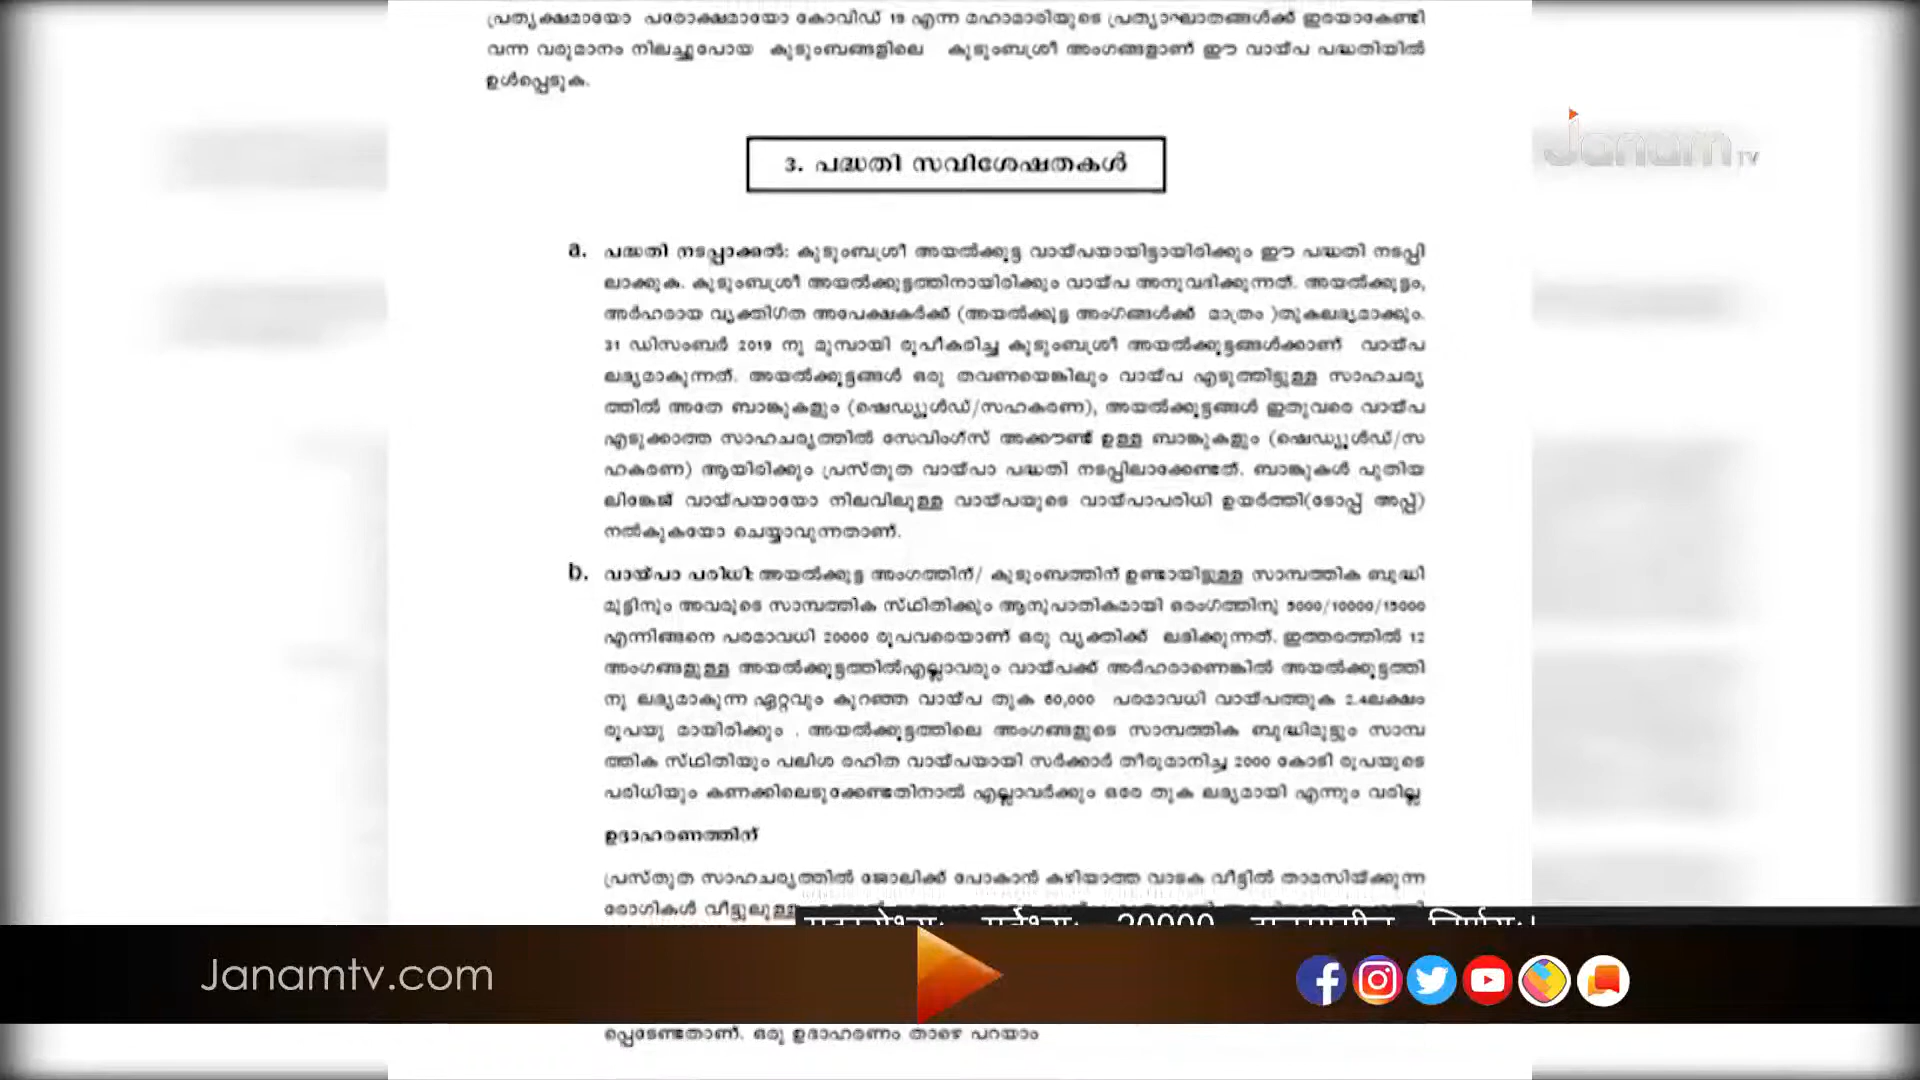 പ്രത്യക്ഷമായോ പരോക്ഷമായോ കോവിഡ് 19 എന്ന മഹാമാരിയുടെ പ്രത്യാഘാതങ്ങൾക്ക് ഇരയാകേണ്ടി
വന്ന വരുമാനം നിലച്ചുപോയ കുടുംബങ്ങളിലെ കുടുംബശ്രീ അംഗങ്ങളാണ് ഈ വായ്പ പദ്ധതിയിൽ
ഉൾപ്പെടുക.
Janam TV
3. പദ്ധതി സവിശേഷതകൾ
a. പദ്ധതി നടപ്പാക്കൽ: കുടുംബശ്രീ അയൽക്കൂട്ട വായ്പയായിട്ടായിരിക്കും ഈ പദ്ധതി നടപ്പി
ലാക്കുക. കുടുംബശ്രീ അയൽക്കൂട്ടത്തിനായിരിക്കും വായ്പ അനുവദിക്കുന്നത്. അയൽക്കൂട്ടം,
അർഹരായ വ്യക്തിഗത അപേക്ഷകർക്ക് (അയൽക്കൂട്ട അംഗങ്ങൾക്ക് മാത്രം )തുകലഭ്യമാക്കും.
31 ഡിസംബർ 2019 നു മുമ്പായി രൂപീകരിച്ച കുടുംബശ്രീ അയൽക്കൂട്ടങ്ങൾക്കാണ് വായ്പ
ലഭ്യമാകുന്നത്. അയൽക്കൂട്ടങ്ങൾ ഒരു തവണയെങ്കിലും വായ്പ എടുത്തിട്ടുള്ള സാഹചര്യ
ത്തിൽ അതേ ബാങ്കുകളും (ഷെഡ്യൂൾഡ്/സഹകരണ), അയൽക്കൂട്ടങ്ങൾ ഇതുവരെ വായ്പ
എടുക്കാത്ത സാഹചര്യത്തിൽ സേവിംഗ്സ് അക്കൗണ്ട് ഉള്ള ബാങ്കുകളും (ഷെഡ്യൂൾഡ്/സ
ഹകരണ) ആയിരിക്കും പ്രസ്തുത വായ്പാ പദ്ധതി നടപ്പിലാക്കേണ്ടത്. ബാങ്കുകൾ പുതിയ
ലിങ്കേജ് വായ്പയായോ നിലവിലുള്ള വായ്പയുടെ വായ്പാപരിധി ഉയർത്തി(ടോപ്പ് അപ്പ്)
നൽകുകയോ ചെയ്യാവുന്നതാണ്.
b. വായ്പാ പരിധി: അയൽക്കൂട്ട അംഗത്തിന്/ കുടുംബത്തിന് ഉണ്ടായിട്ടുള്ള സാമ്പത്തിക ബുദ്ധി
മുട്ടിനും അവരുടെ സാമ്പത്തിക സ്ഥിതിക്കും ആനുപാതികമായി ഒരംഗത്തിനു 5000/10000/15000
എന്നിങ്ങനെ പരമാവധി 20000 രൂപവരെയാണ് ഒരു വ്യക്തിക്ക് ലഭിക്കുന്നത്. ഇത്തരത്തിൽ 12
അംഗങ്ങളുള്ള അയൽക്കൂട്ടത്തിൽഎല്ലാവരും വായ്പക്ക് അർഹരാണെങ്കിൽ അയൽക്കൂട്ടത്തി
നു ലഭ്യമാകുന്ന ഏറ്റവും കുറഞ്ഞ വായ്പ തുക 60,000 പരമാവധി വായ്പത്തുക 2.4ലക്ഷം
രൂപയു മായിരിക്കും . അയൽക്കൂട്ടത്തിലെ അംഗങ്ങളുടെ സാമ്പത്തിക ബുദ്ധിമുട്ടും സാമ്പ
ത്തിക സ്ഥിതിയും പലിശ രഹിത വായ്പയായി സർക്കാർ തീരുമാനിച്ച 2000 കോടി രൂപയുടെ
പരിധിയും കണക്കിലെടുക്കേണ്ടതിനാൽ എല്ലാവർക്കും ഒരേ തുക ലഭ്യമായി എന്നും വരില്ല
ഉദാഹരണത്തിന്
പ്രസ്തുത സാഹചര്യത്തിൽ ജോലിക്ക് പോകാൻ കഴിയാത്ത വാടക വീട്ടിൽ താമസിയ്ക്കുന്ന
രോഗികൾ വീട്ടിലുള്ള
20000
Janamtv.com
പ്പെടേണ്ടതാണ്. ഒരു ഉദാഹരണം താഴെ പറയാം